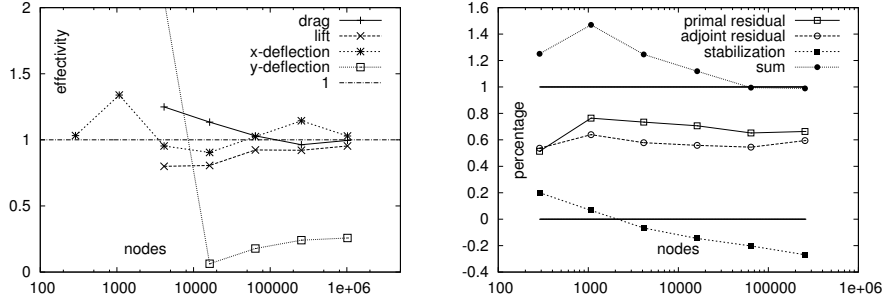 2
1.5
1
0.5
0
100
1000
10000
100000
1e+06
effectivity
nodes
drag
lift
x-deflection
y-deflection
1
1.6
1.4
1.2
1
0.8
0.6
0.4
0.2
0
-0.2
-0.4
100
1000
10000
100000
1e+06
percentage
nodes
primal residual
adjoint residual
stabilization
sum